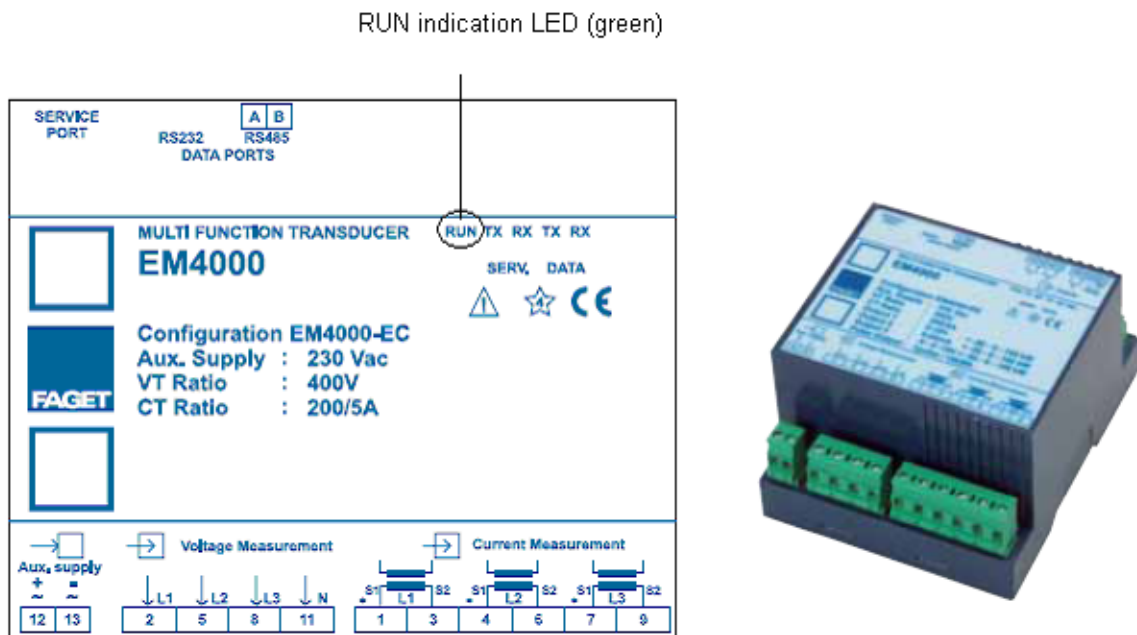 RUN indication LED (green)
SERVICE
PORT
A B
RS232 RS485
DATA PORTS
MULTI FUNCTION TRANSDUCER
RUN TX RX TX RX
EM4000
SERV. DATA
4
CE
Configuration EM4000-EC
Aux. Supply : 230 Vac
VT Ratio : 400V
CT Ratio : 200/5A
FAGET
Voltage Measurement
Current Measurement
Aux. supply
+ =
~ ~
L1 L2 L3 N
S1 L1 S2 S1 L2 S2 S1 L3 S2
12 13 2 5 8 11 1 3 4 6 7 9
EM4000